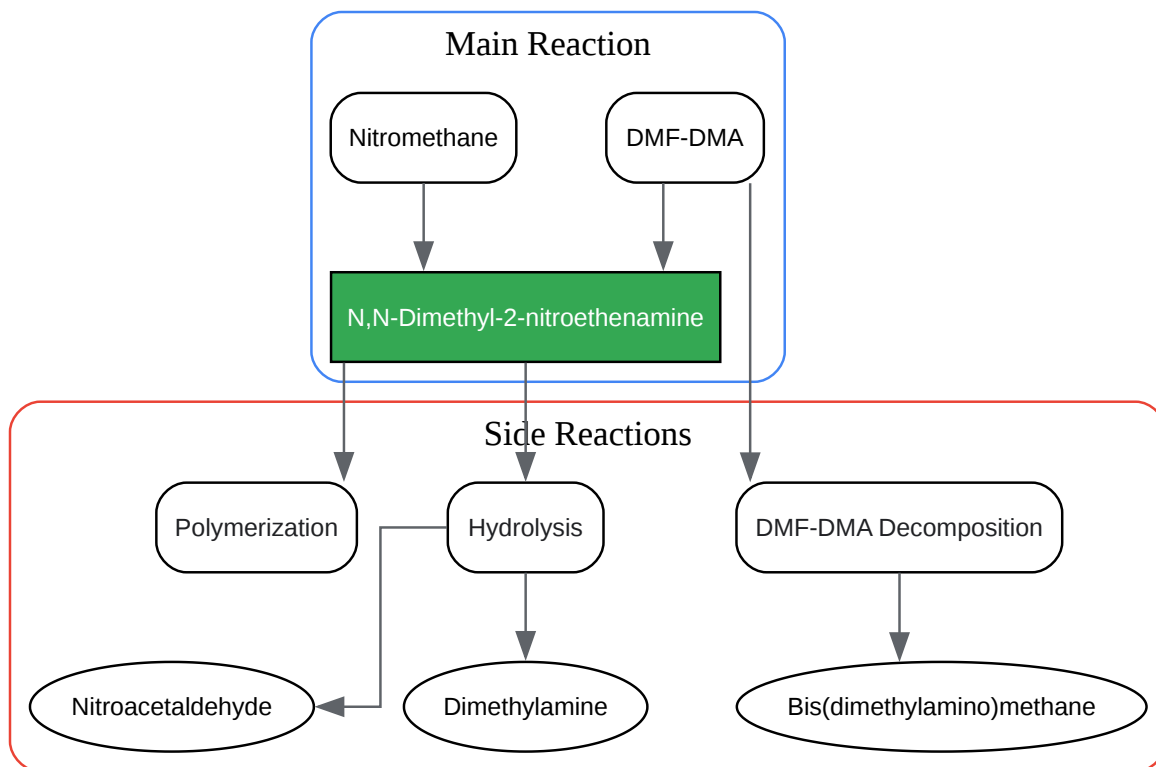 Main Reaction
Nitromethane
DMF-DMA
N,N-Dimethyl-2-nitroethenamine
Side Reactions
Polymerization
Hydrolysis
DMF-DMA Decomposition
Nitroacetaldehyde
Dimethylamine
Bis(dimethylamino)methane